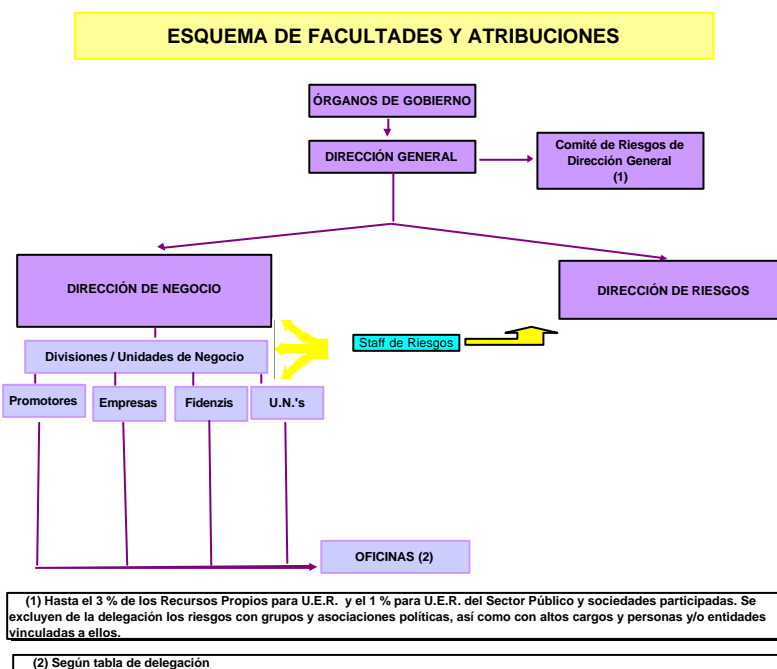 ESQUEMA DE FACULTADES Y ATRIBUCIONES
ÓRGANOS DE GOBIERNO
DIRECCIÓN GENERAL
Comité de Riesgos de
Dirección General
(1)
DIRECCIÓN DE NEGOCIO
DIRECCIÓN DE RIESGOS
Staff de Riesgos
Divisiones / Unidades de Negocio
Promotores
Empresas
Fidenzis
U.N.'s
OFICINAS (2)
(1) Hasta el 3 % de los Recursos Propios para U.E.R. y el 1 % para U.E.R. del Sector Público y sociedades participadas. Se
excluyen de la delegación los riesgos con grupos y asociaciones políticas, así como con altos cargos y personas y/o entidades
vinculadas a ellos.
(2) Según tabla de delegación